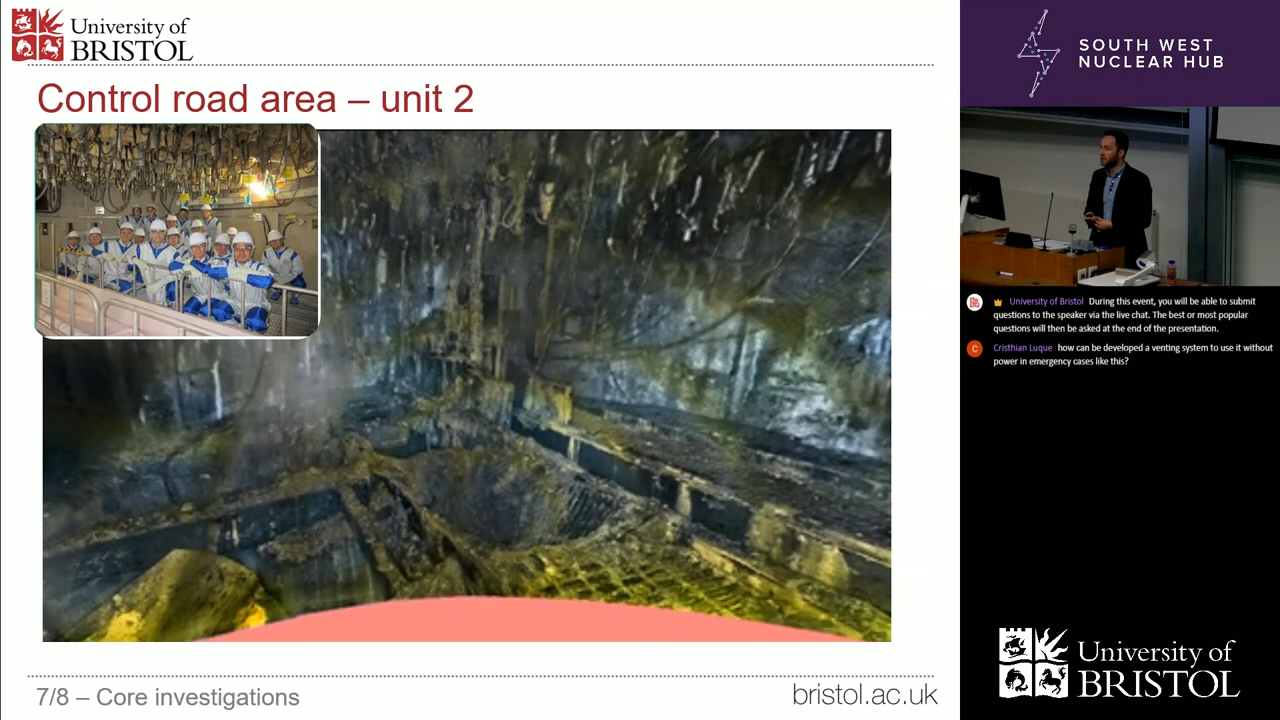 University of
BRISTOL
Control road area – unit 2
7/8 – Core investigations
bristol.ac.uk
SOUTH WEST
NUCLEAR HUB
University of Bristol During this event, you will be able to submit
questions to the speaker via the live chat. The best or most popular
questions will then be asked at the end of the presentation.
C
Cristhian Luque how can be developed a venting system to use it without
power in emergency cases like this?
University of
BRISTOL